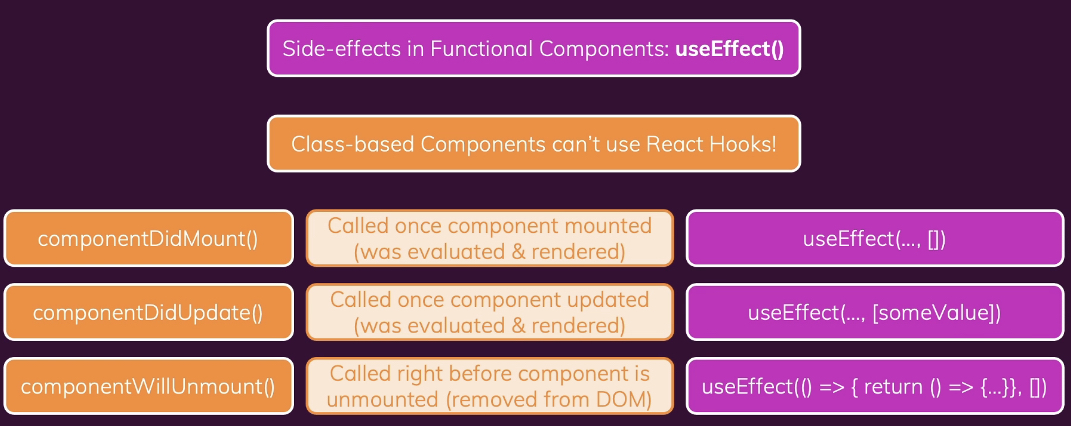 Side-effects in Functional Components: useEffect()
Class-based Components can't use React Hooks!
componentDidMount()
Called once component mounted
(was evaluated & rendered)
useEffect(…, [])
componentDidUpdate()
Called once component updated
(was evaluated & rendered)
useEffect(…, [someValue])
componentWillUnmount()
Called right before component is
unmounted (removed from DOM)
useEffect(() => { return () => {…}}, [])